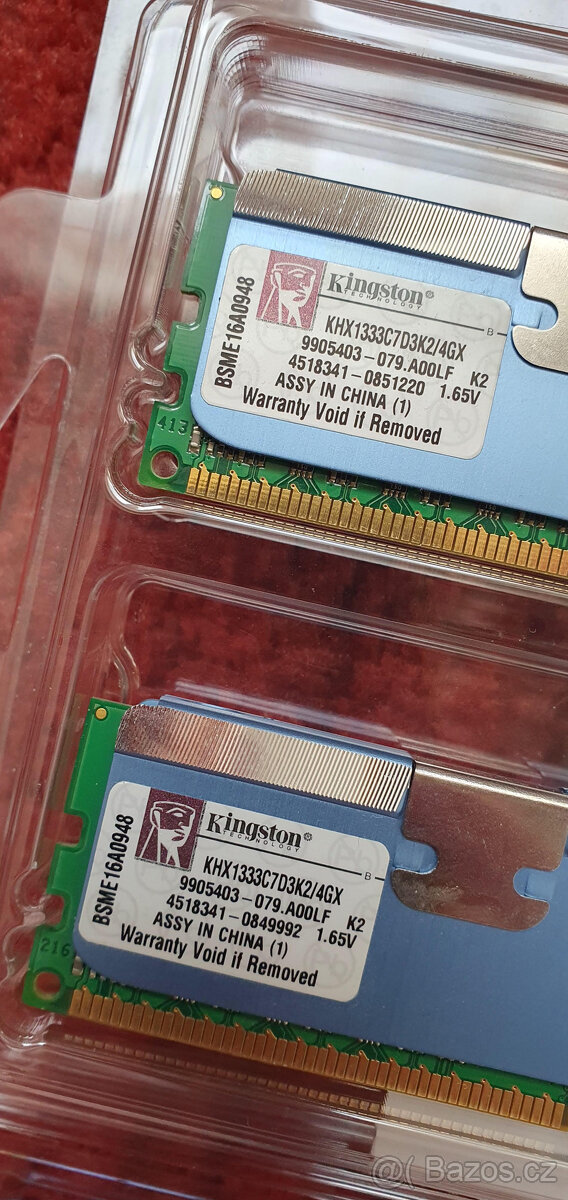 Kingston®
TECHNOLOGY
B
BSME16A0948
KHX1333C7D3K2/4GX
9905403-079.A00LF K2
4518341-0851220 1.65V
ASSY IN CHINA (1)
Warranty Void if Removed
413
Kingston®
TECHNOLOGY
B
BSME16A0948
KHX1333C7D3K2/4GX
9905403-079.A00LF K2
4518341-0849992 1.65V
ASSY IN CHINA (1)
Warranty Void if Removed
216
Bazos.cz